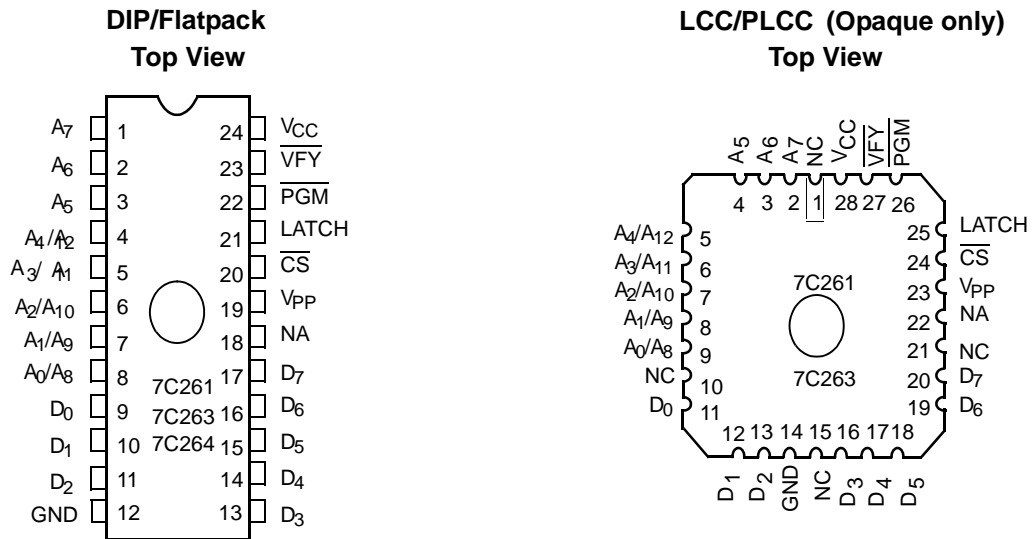 DIP/Flatpack
Top View
A7 1 24 VCC
A6 2 23 VFY
A5 3 22 PGM
A4/A12 4 21 LATCH
A3/ A11 5 20 CS
A2/A10 6 19 VPP
A1/A9 7 18 NA
A0/A8 8 17 D7
7C261
D0 9 16 D6
7C263
D1 10 15 D5
7C264
D2 11 14 D4
GND 12 13 D3
LCC/PLCC (Opaque only)
Top View
A5 A6 A7 NC VCC VFY PGM
4 3 2 1 28 27 26
A4/A12 5 25 LATCH
A3/A11 6 24 CS
A2/A10 7 23 VPP
7C261
A1/A9 8 22 NA
A0/A8 9 21 NC
7C263
NC 10 20 D7
D0 11 19 D6
12 13 14 15 16 17 18
D1 D2 GND NC D3 D4 D5